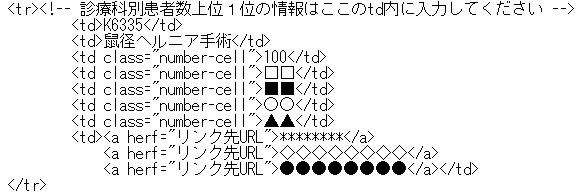 <tr><!-- 診療科別患者数上位１位の情報はここのtd内に入力してください -->
<td>K6335</td>
<td>鼠径ヘルニア手術</td>
<td class="number-cell">100</td>
<td class="number-cell">□□</td>
<td class="number-cell">■■</td>
<td class="number-cell">○○</td>
<td class="number-cell">▲▲</td>
<td><a herf="リンク先URL">********</a>
<a herf="リンク先URL">◇◇◇◇◇◇◇◇</a>
<a herf="リンク先URL">●●●●●●●●</a></td>
</tr>